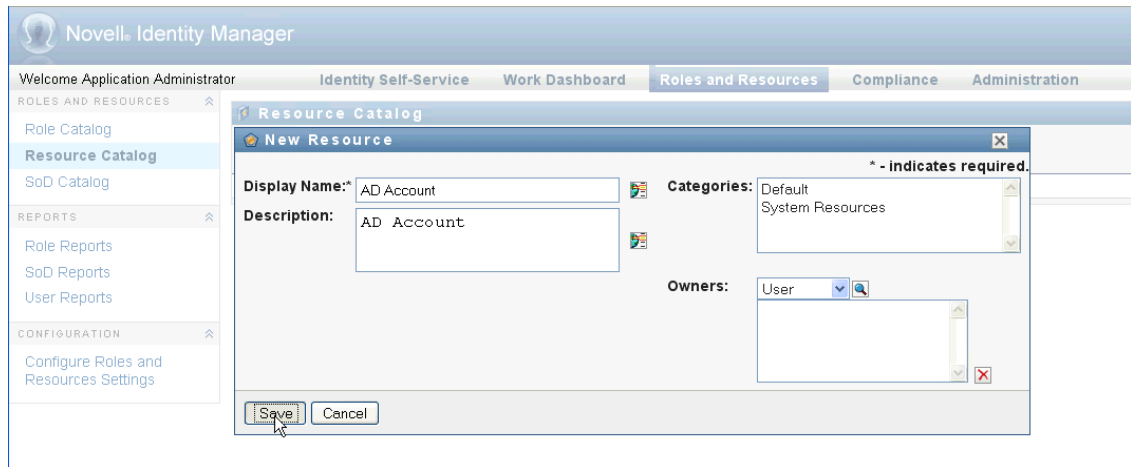 Novell® Identity Manager
Welcome Application Administrator
Identity Self-Service Work Dashboard Roles and Resources Compliance Administration
ROLES AND RESOURCES
Role Catalog
Resource Catalog
SoD Catalog
REPORTS
Role Reports
SoD Reports
User Reports
CONFIGURATION
Configure Roles and
Resources Settings
Resource Catalog
New Resource
* - indicates required.
Display Name:* AD Account
Description: AD Account
Categories: Default
System Resources
Owners: User
Save Cancel